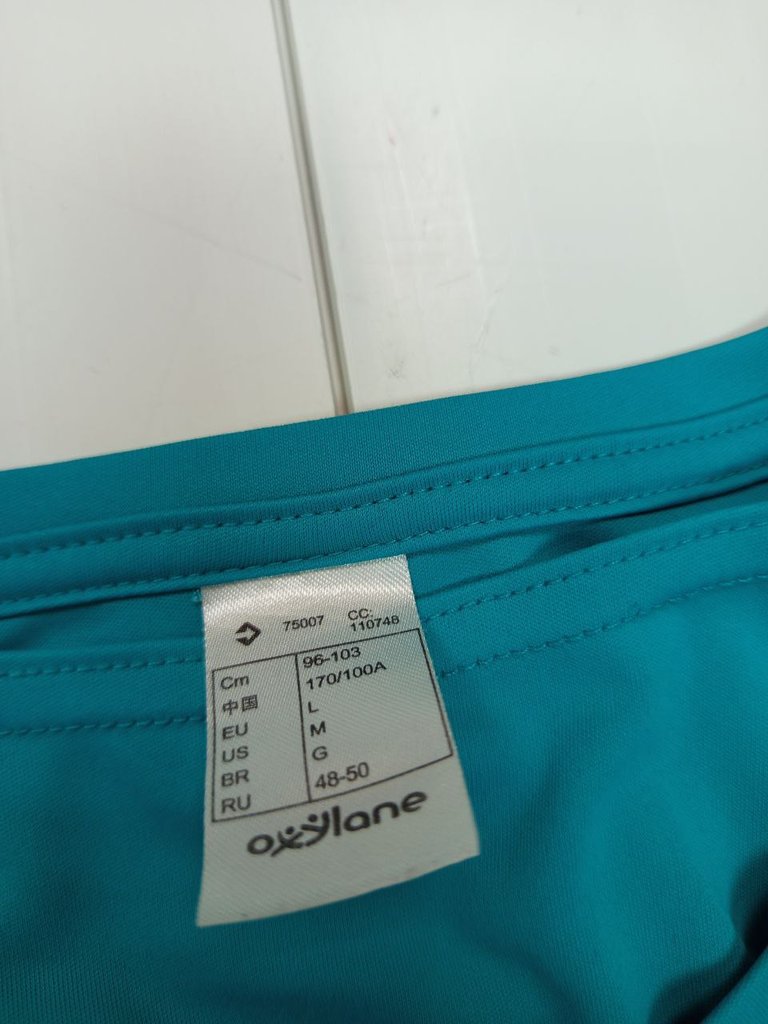 75007 CC:
110748
Cm 96-103
中国 170/100A
EU L
US M
BR G
RU 48-50
oxylane